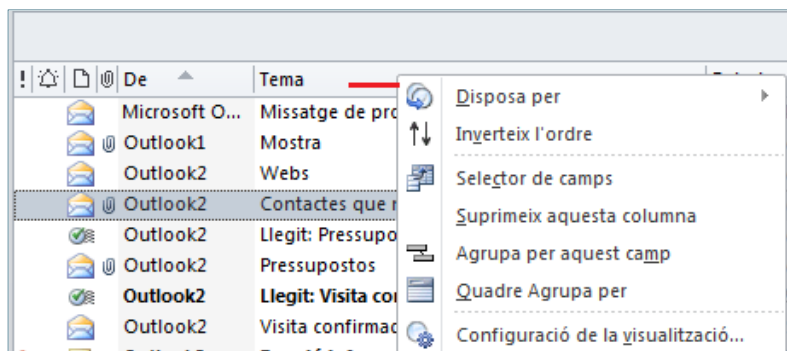 ! De Tema
Microsoft O... Missatge de pro
Outlook1 Mostra
Outlook2 Webs
Outlook2 Contactes que
Outlook2 Llegit: Pressupo
Outlook2 Pressupostos
Outlook2 Llegit: Visita
Outlook2 Visita confirmac
Disposa per
Inverteix l'ordre
Selector de camps
Suprimeix aquesta columna
Agrupa per aquest camp
Quadre Agrupa per
Configuració de la visualització...